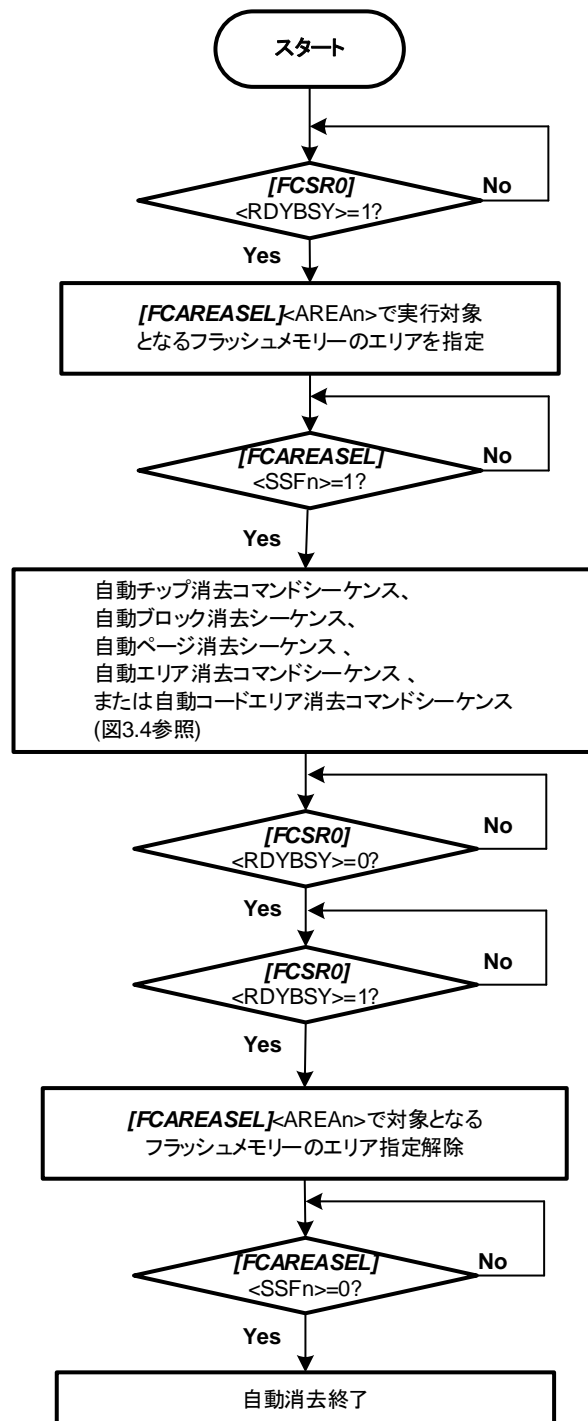 スタート
[FCSR0]
<RDYBSY>=1?
No
Yes
[FCAREASEL]<AREAn>で実行対象
となるフラッシュメモリーのエリアを指定
[FCAREASEL]
<SSFn>=1?
No
Yes
自動チップ消去コマンドシーケンス、
自動ブロック消去シーケンス、
自動ページ消去シーケンス 、
自動エリア消去コマンドシーケンス 、
または自動コードエリア消去コマンドシーケンス
(図3.4参照)
[FCSR0]
<RDYBSY>=0?
No
Yes
[FCSR0]
<RDYBSY>=1?
No
Yes
[FCAREASEL]<AREAn>で対象となる
フラッシュメモリーのエリア指定解除
[FCAREASEL]
<SSFn>=0?
No
Yes
自動消去終了